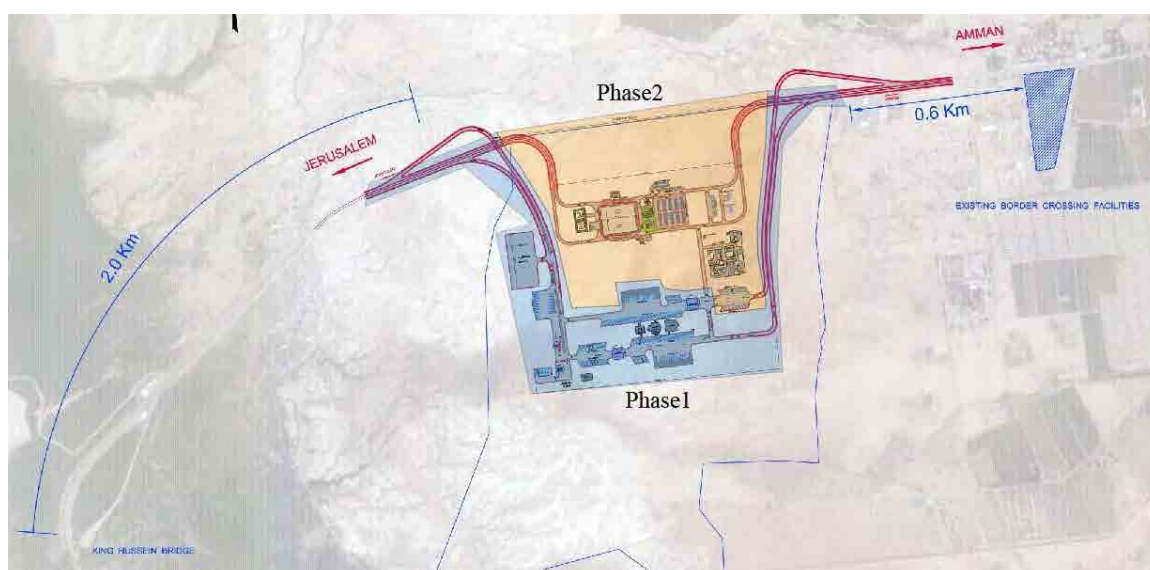 AMMAN
Phase2
0.6 Km
JERUSALEM
EXISTING BORDER CROSSING FACILITIES
2.0 Km
Phase1
KING HUSSEIN BRIDGE